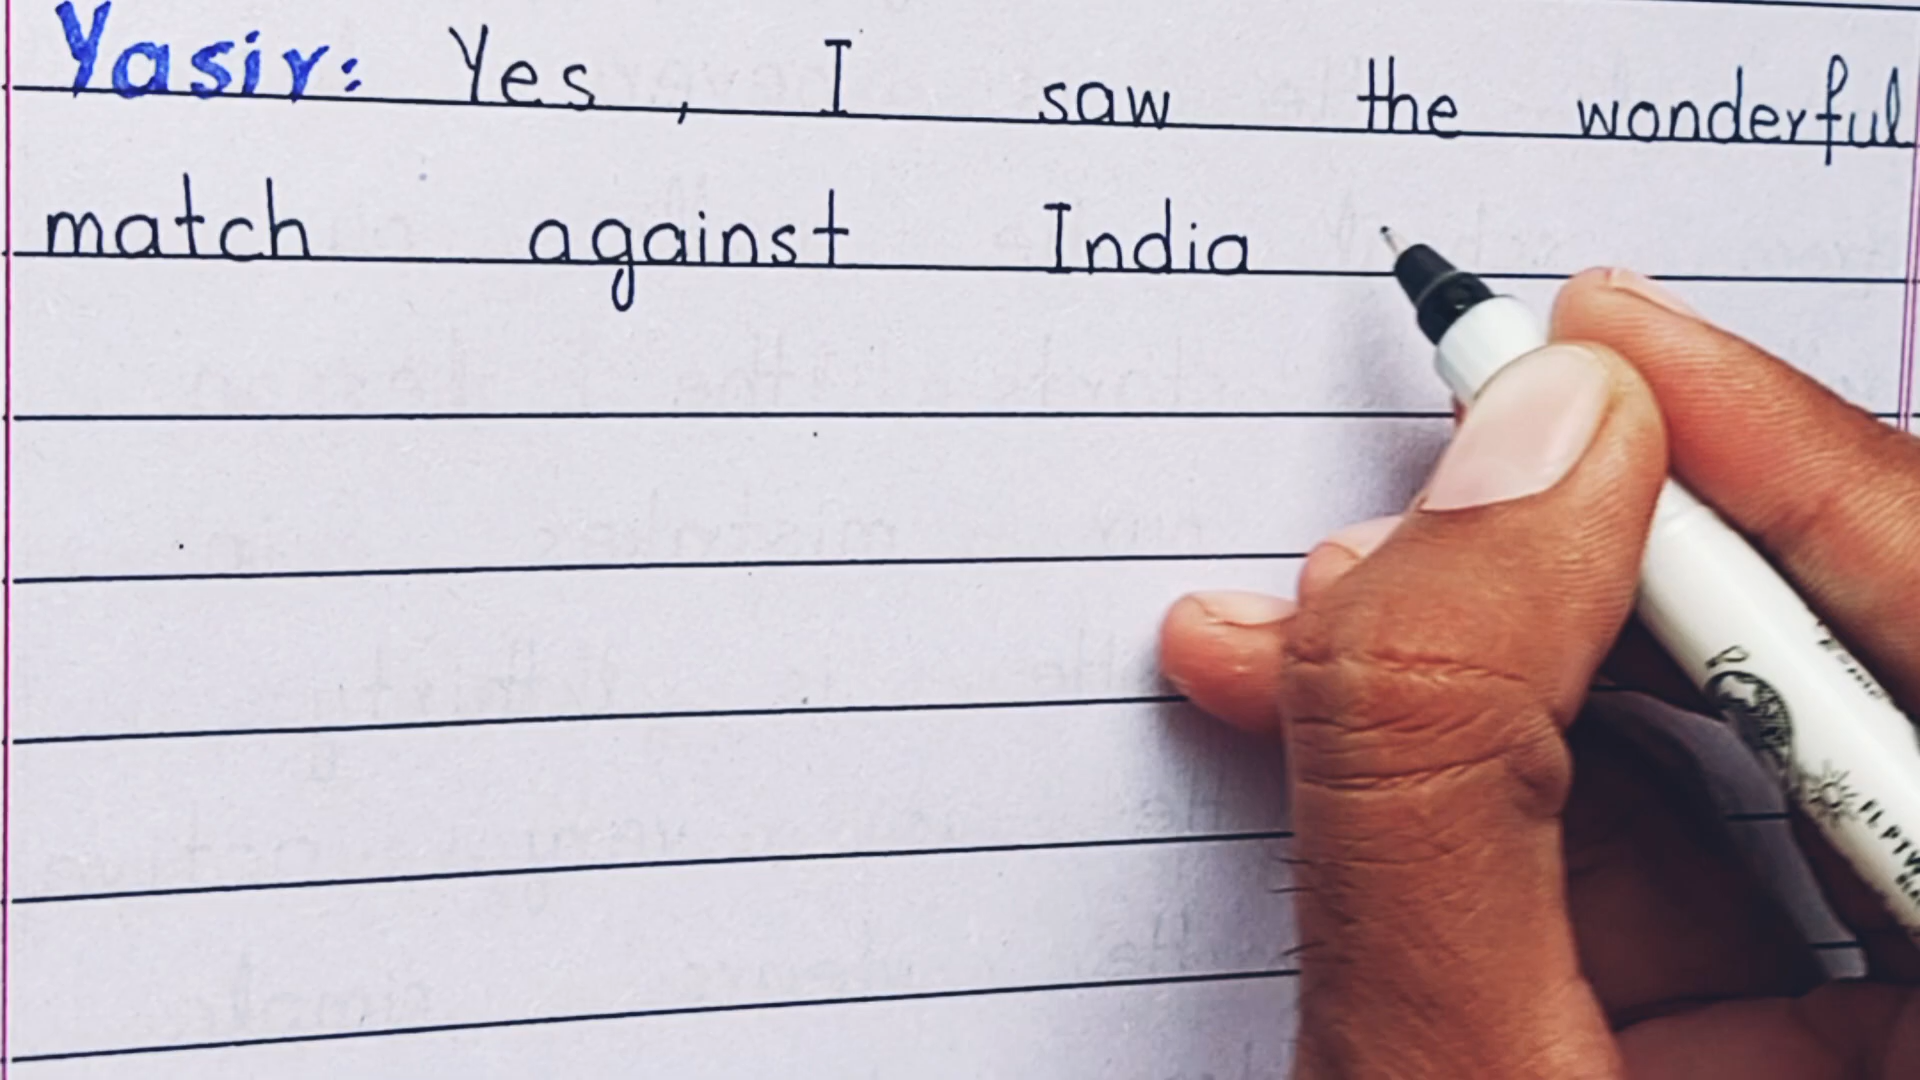 Yasir: Yes, I saw the wonderful
match against India